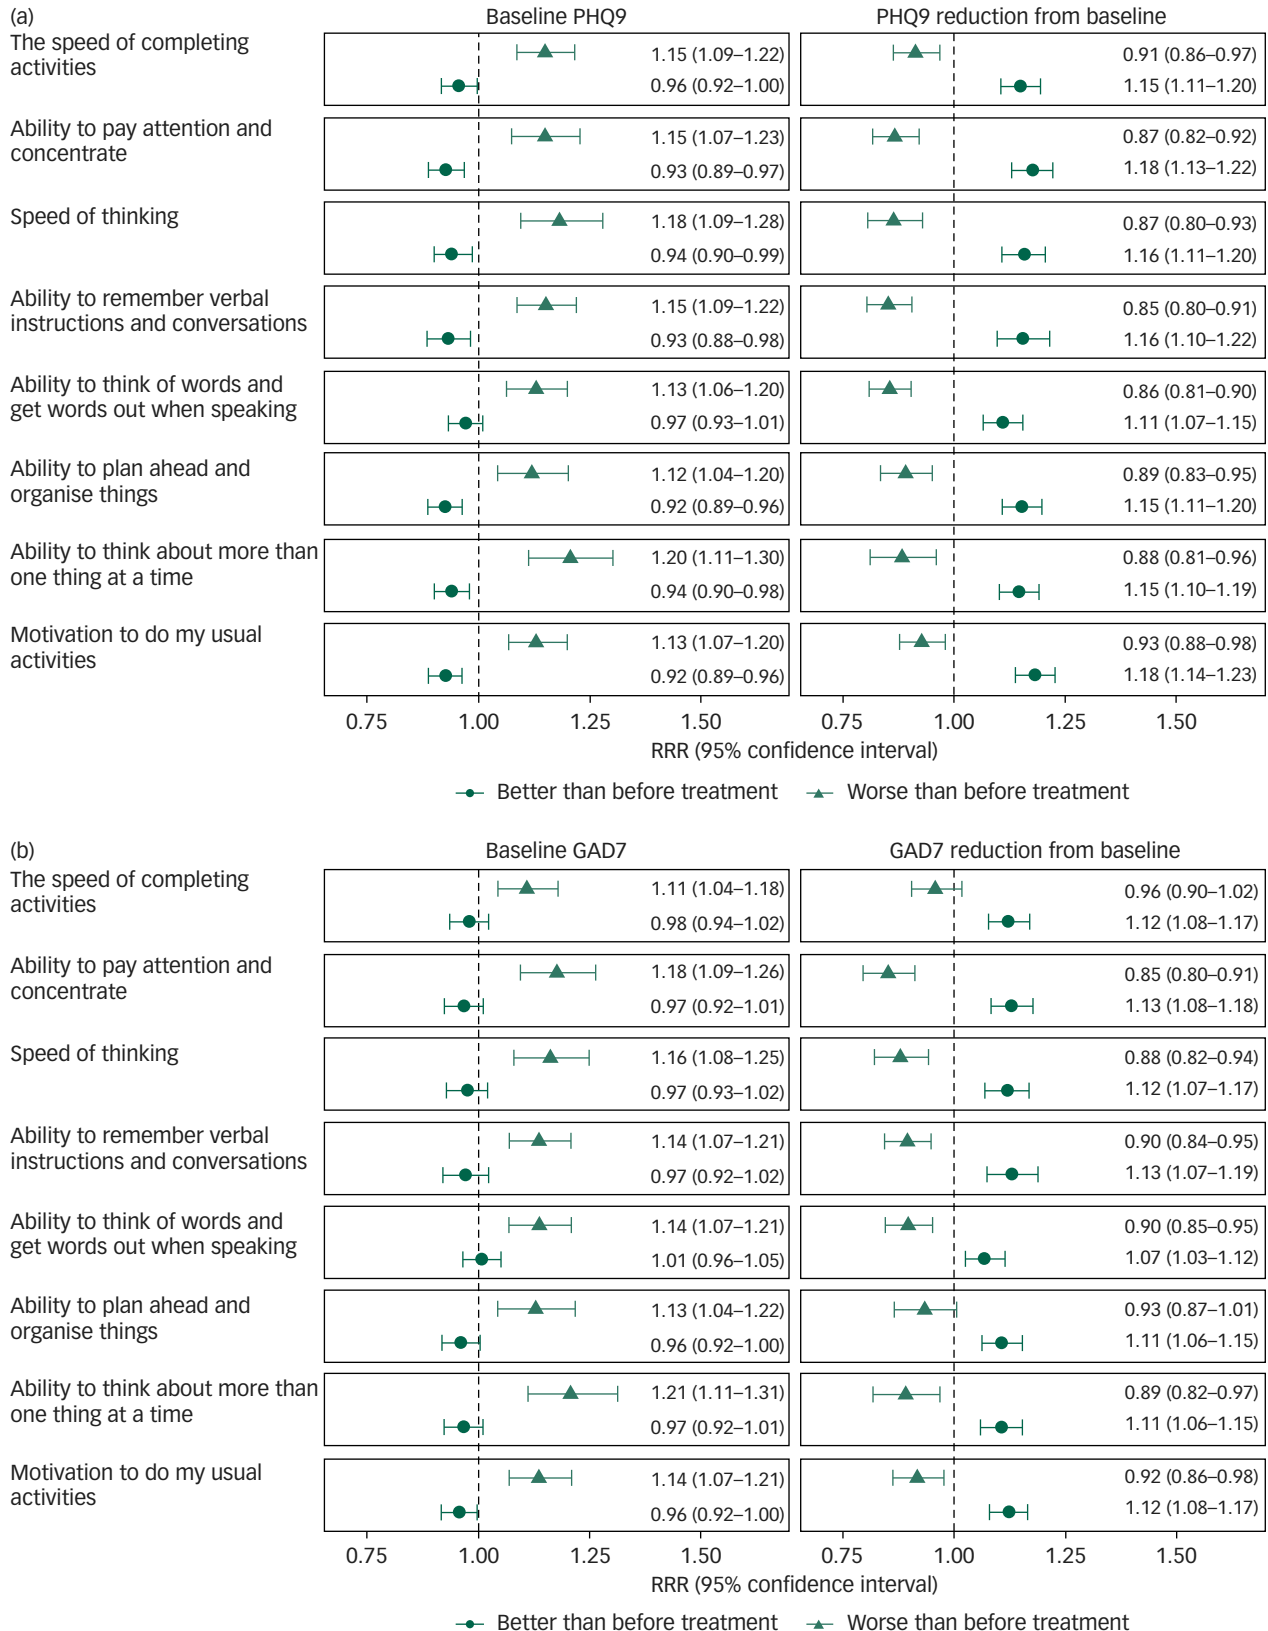 (a)
Baseline PHQ9
PHQ9 reduction from baseline
The speed of completing
activities
1.15 (1.09–1.22)
0.96 (0.92–1.00)
0.91 (0.86–0.97)
1.15 (1.11–1.20)
Ability to pay attention and
concentrate
1.15 (1.07–1.23)
0.93 (0.89–0.97)
0.87 (0.82–0.92)
1.18 (1.13–1.22)
Speed of thinking
1.18 (1.09–1.28)
0.94 (0.90–0.99)
0.87 (0.80–0.93)
1.16 (1.11–1.20)
Ability to remember verbal
instructions and conversations
1.15 (1.09–1.22)
0.93 (0.88–0.98)
0.85 (0.80–0.91)
1.16 (1.10–1.22)
Ability to think of words and
get words out when speaking
1.13 (1.06–1.20)
0.97 (0.93–1.01)
0.86 (0.81–0.90)
1.11 (1.07–1.15)
Ability to plan ahead and
organise things
1.12 (1.04–1.20)
0.92 (0.89–0.96)
0.89 (0.83–0.95)
1.15 (1.11–1.20)
Ability to think about more than
one thing at a time
1.20 (1.11–1.30)
0.94 (0.90–0.98)
0.88 (0.81–0.96)
1.15 (1.10–1.19)
Motivation to do my usual
activities
1.13 (1.07–1.20)
0.92 (0.89–0.96)
0.93 (0.88–0.98)
1.18 (1.14–1.23)
0.75 1.00 1.25 1.50 0.75 1.00 1.25 1.50
RRR (95% confidence interval)
Better than before treatment Worse than before treatment
(b)
Baseline GAD7
GAD7 reduction from baseline
The speed of completing
activities
1.11 (1.04–1.18)
0.98 (0.94–1.02)
0.96 (0.90–1.02)
1.12 (1.08–1.17)
Ability to pay attention and
concentrate
1.18 (1.09–1.26)
0.97 (0.92–1.01)
0.85 (0.80–0.91)
1.13 (1.08–1.18)
Speed of thinking
1.16 (1.08–1.25)
0.97 (0.93–1.02)
0.88 (0.82–0.94)
1.12 (1.07–1.17)
Ability to remember verbal
instructions and conversations
1.14 (1.07–1.21)
0.97 (0.92–1.02)
0.90 (0.84–0.95)
1.13 (1.07–1.19)
Ability to think of words and
get words out when speaking
1.14 (1.07–1.21)
1.01 (0.96–1.05)
0.90 (0.85–0.95)
1.07 (1.03–1.12)
Ability to plan ahead and
organise things
1.13 (1.04–1.22)
0.96 (0.92–1.00)
0.93 (0.87–1.01)
1.11 (1.06–1.15)
Ability to think about more than
one thing at a time
1.21 (1.11–1.31)
0.97 (0.92–1.01)
0.89 (0.82–0.97)
1.11 (1.06–1.15)
Motivation to do my usual
activities
1.14 (1.07–1.21)
0.96 (0.92–1.00)
0.92 (0.86–0.98)
1.12 (1.08–1.17)
0.75 1.00 1.25 1.50 0.75 1.00 1.25 1.50
RRR (95% confidence interval)
Better than before treatment Worse than before treatment